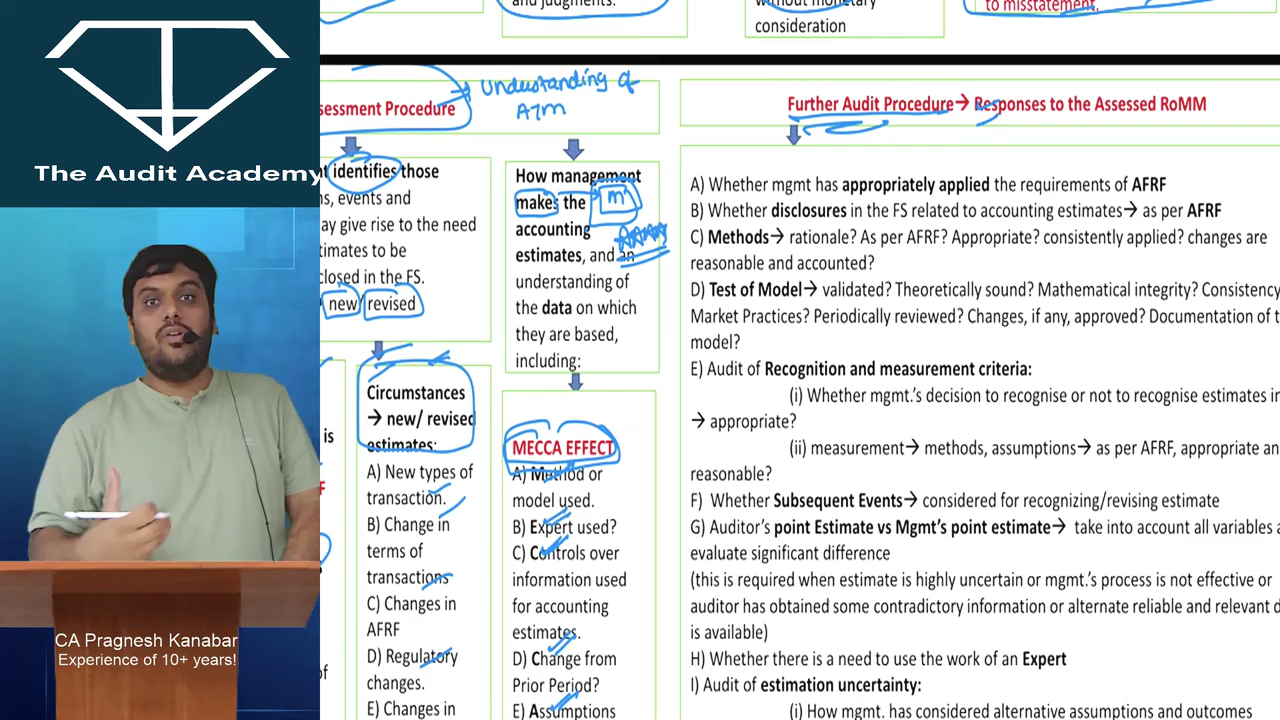 The Audit Academy
CA Pragnesh Kanabar
Experience of 10+ years!
and judgments.
without monetary
consideration
to misstatement.
sessment Procedure
Understanding of
identifies those
ns, events and
ay give rise to the need
timates to be
closed in the FS.
new/ revised
is
of
Circumstances
→ new/ revised
estimates:
A) New types of
transaction.
B) Change in
terms of
transactions
C) Changes in
AFRF
D) Regulatory
changes.
E) Changes in
How management
makes the
m
accounting
estimates, and an
understanding of
the data on which
they are based,
including:
MECCA EFFECT
A) Method or
model used.
B) Expert used?
C) Controls over
information used
for accounting
estimates.
D) Change from
Prior Period?
E) Assumptions
Further Audit Procedure→ Responses to the Assessed RoMM
A) Whether mgmt has appropriately applied the requirements of AFRF
B) Whether disclosures in the FS related to accounting estimates→ as per AFRF
C) Methods→ rationale? As per AFRF? Appropriate? consistently applied? changes are
reasonable and accounted?
D) Test of Model→ validated? Theoretically sound? Mathematical integrity? Consistency
Market Practices? Periodically reviewed? Changes, if any, approved? Documentation of t
model?
E) Audit of Recognition and measurement criteria:
(i) Whether mgmt.'s decision to recognise or not to recognise estimates in
→ appropriate?
(ii) measurement→ methods, assumptions→ as per AFRF, appropriate an
reasonable?
F) Whether Subsequent Events→ considered for recognizing/revising estimate
G) Auditor's point Estimate vs Mgmt's point estimate→ take into account all variables a
evaluate significant difference
(this is required when estimate is highly uncertain or mgmt.'s process is not effective or
auditor has obtained some contradictory information or alternate reliable and relevant d
is available)
H) Whether there is a need to use the work of an Expert
I) Audit of estimation uncertainty:
(i) How mgmt. has considered alternative assumptions and outcomes